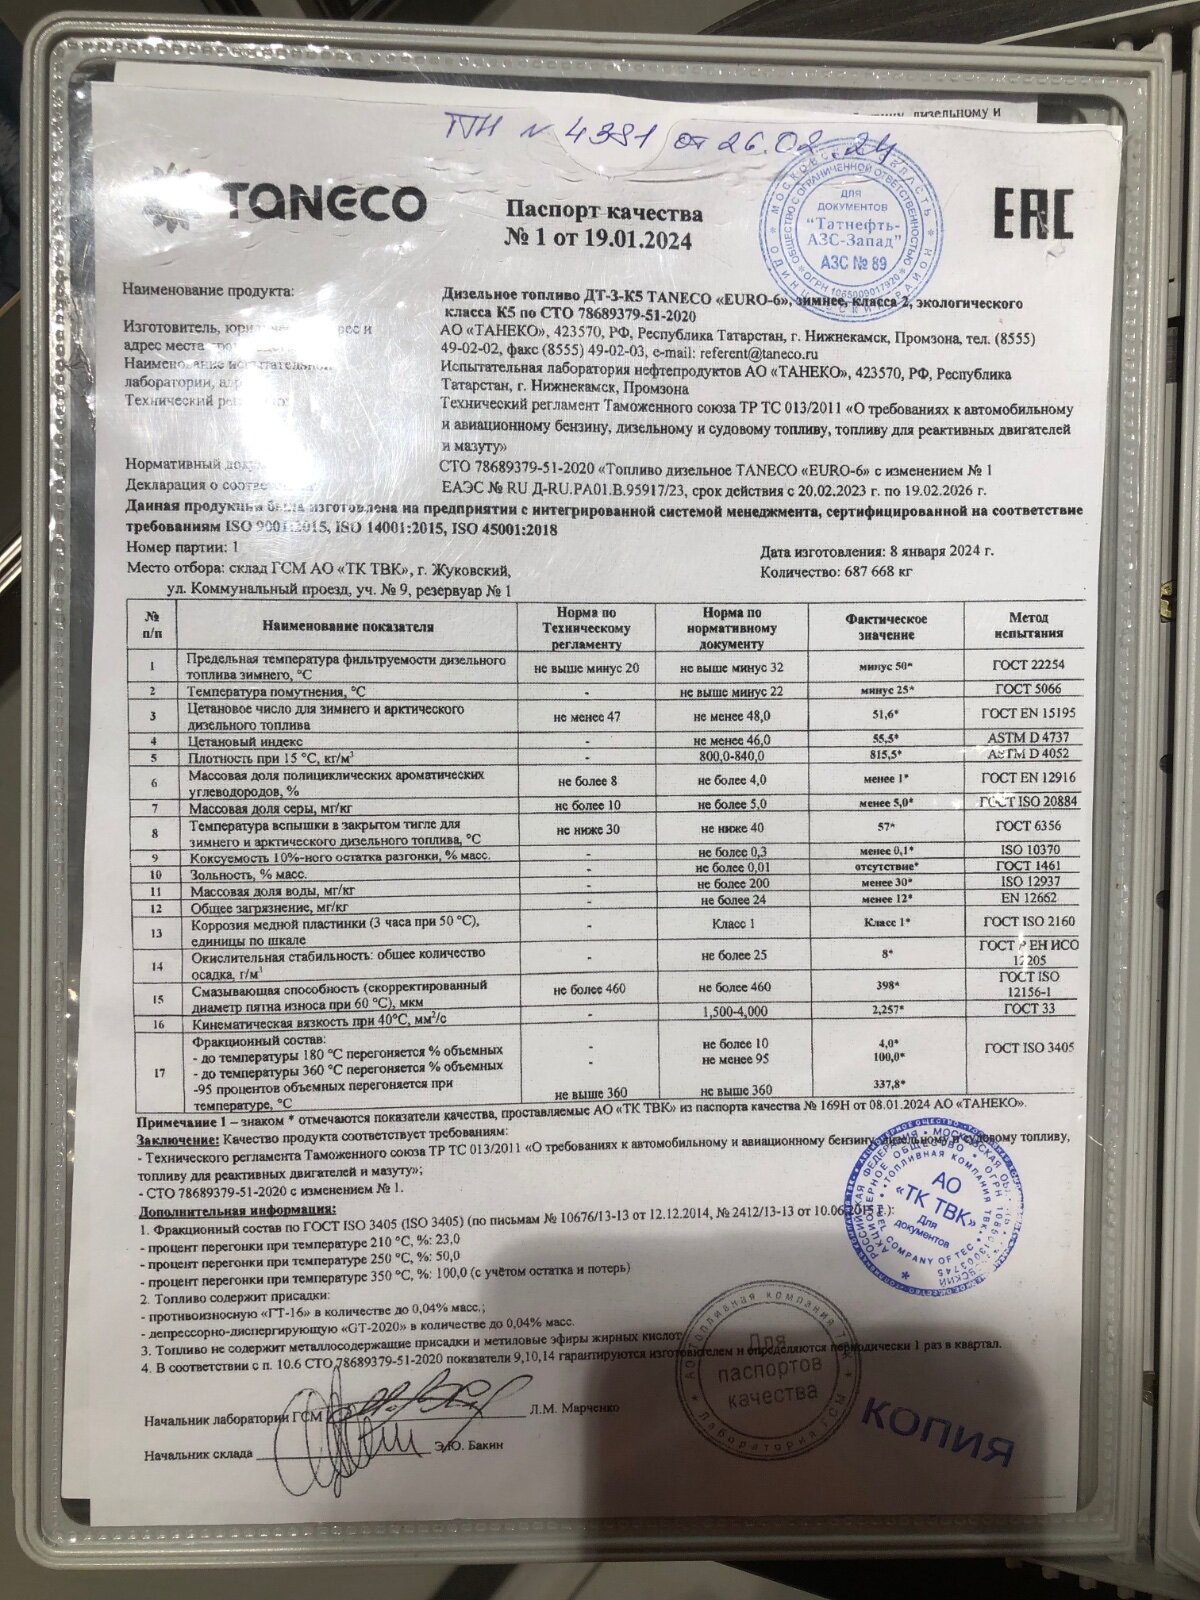 ТТН № 4381 от 26.02.24
дизельному и
TANECO
Паспорт качества
№ 1 от 19.01.2024
ДЛЯ ДОКУМЕНТОВ
"Татнефть-
АЗС-Запад"
АЗС № 89
EAC
Наименование продукта: Дизельное топливо ДТ-З-К5 TANECO «EURO-6», зимнее, класса 2, экологического
класса К5 по СТО 78689379-51-2020
Изготовитель, адрес и АО «ТАНЕКО», 423570, РФ, Республика Татарстан, г. Нижнекамск, Промзона, тел. (8555)
адрес места 49-02-02, факс (8555) 49-02-03, e-mail: referent@taneco.ru
Наименование испытательной Испытательная лаборатория нефтепродуктов АО «ТАНЕКО», 423570, РФ, Республика
лаборатории, Татарстан, г. Нижнекамск, Промзона
Технический Технический регламент Таможенного союза ТР ТС 013/2011 «О требованиях к автомобильному
и авиационному бензину, дизельному и судовому топливу, топливу для реактивных двигателей
и мазуту»
Нормативный СТО 78689379-51-2020 «Топливо дизельное TANECO «EURO-6» с изменением № 1
Декларация о ЕАЭС № RU Д-RU.РА01.В.95917/23, срок действия с 20.02.2023 г. по 19.02.2026 г.
Данная продукция была изготовлена на предприятии с интегрированной системой менеджмента, сертифицированной на соответствие
требованиям ISO 9001:2015, ISO 14001:2015, ISO 45001:2018
Номер партии: 1 Дата изготовления: 8 января 2024 г.
Место отбора: склад ГСМ АО «ТК ТВК», г. Жуковский, Количество: 687 668 кг
ул. Коммунальный проезд, уч. № 9, резервуар № 1
№ п/п Наименование показателя Норма по Техническому регламенту Норма по нормативному документу Фактическое значение Метод испытания
1 Предельная температура фильтруемости дизельного топлива зимнего, °С не выше минус 20 не выше минус 32 минус 50* ГОСТ 22254
2 Температура помутнения, °С - не выше минус 22 минус 25* ГОСТ 5066
3 Цетановое число для зимнего и арктического дизельного топлива не менее 47 не менее 48,0 51,6* ГОСТ EN 15195
4 Цетановый индекс - не менее 46,0 55,5* ASTM D 4737
5 Плотность при 15 °С, кг/м³ - 800,0-840,0 815,5* ASTM D 4052
6 Массовая доля полициклических ароматических углеводородов, % не более 8 не более 4,0 менее 1* ГОСТ EN 12916
7 Массовая доля серы, мг/кг не более 10 не более 5,0 менее 5,0* ГОСТ ISO 20884
8 Температура вспышки в закрытом тигле для зимнего и арктического дизельного топлива, °С не ниже 30 не ниже 40 57* ГОСТ 6356
9 Коксуемость 10%-ного остатка разгонки, % масс. - не более 0,3 менее 0,1* ISO 10370
10 Зольность, % масс. - не более 0,01 отсутствие* ГОСТ 1461
11 Массовая доля воды, мг/кг - не более 200 менее 30* ISO 12937
12 Общее загрязнение, мг/кг - не более 24 менее 12* EN 12662
13 Коррозия медной пластинки (3 часа при 50 °С), единицы по шкале - Класс 1 Класс 1* ГОСТ ISO 2160
14 Окислительная стабильность: общее количество осадка, г/м³ - не более 25 8* ГОСТ Р ЕН ИСО 12205
15 Смазывающая способность (скорректированный диаметр пятна износа при 60 °С), мкм не более 460 не более 460 398* ГОСТ ISO 12156-1
16 Кинематическая вязкость при 40°С, мм²/с - 1,500-4,000 2,257* ГОСТ 33
17 Фракционный состав: ГОСТ ISO 3405
- до температуры 180 °С перегоняется % объемных - не более 10 4,0*
- до температуры 360 °С перегоняется % объемных - не менее 95 100,0*
-95 процентов объемных перегоняется при температуре, °С не выше 360 не выше 360 337,8*
Примечание 1 – знаком * отмечаются показатели качества, проставляемые АО «ТК ТВК» из паспорта качества № 169Н от 08.01.2024 АО «ТАНЕКО».
Заключение: Качество продукта соответствует требованиям:
- Технического регламента Таможенного союза ТР ТС 013/2011 «О требованиях к автомобильному и авиационному бензину, дизельному и судовому топливу,
топливу для реактивных двигателей и мазуту»;
- СТО 78689379-51-2020 с изменением № 1.
Дополнительная информация:
1. Фракционный состав по ГОСТ ISO 3405 (ISO 3405) (по письмам № 10676/13-13 от 12.12.2014, № 2412/13-13 от 10.06.2015 г.):
- процент перегонки при температуре 210 °С, %: 23,0
- процент перегонки при температуре 250 °С, %: 50,0
- процент перегонки при температуре 350 °С, %: 100,0 (с учётом остатка и потерь)
2. Топливо содержит присадки:
- противоизносную «ГТ-16» в количестве до 0,04% масс.;
- депрессорно-диспергирующую «GT-2020» в количестве до 0,04% масс.
3. Топливо не содержит металлосодержащие присадки и метиловые эфиры жирных кислот.
4. В соответствии с п. 10.6 СТО 78689379-51-2020 показатели 9,10,14 гарантируются изготовителем и определяются периодически 1 раз в квартал.
АО
«ТК ТВК»
Для
документов
Для
паспортов
качества
Лаборатория ГСМ
КОПИЯ
Начальник лаборатории ГСМ Л.М. Марченко
Начальник склада Э.Ю. Бакин